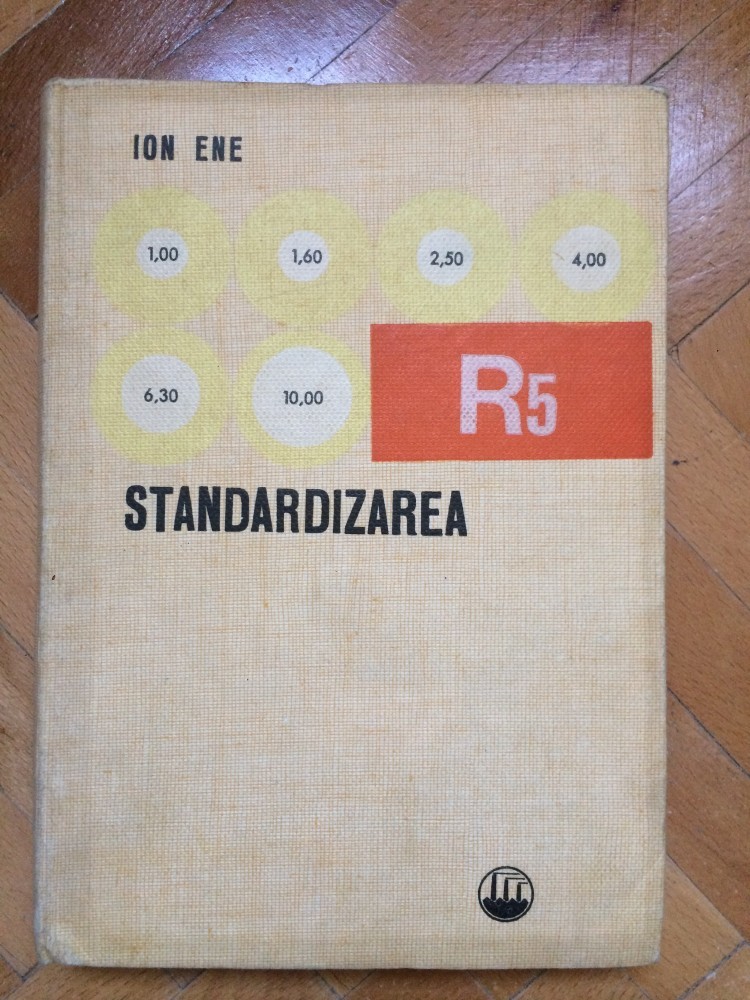 ION ENE
1,00 1,60 2,50 4,00
6,30 10,00 R5
STANDARDIZAREA